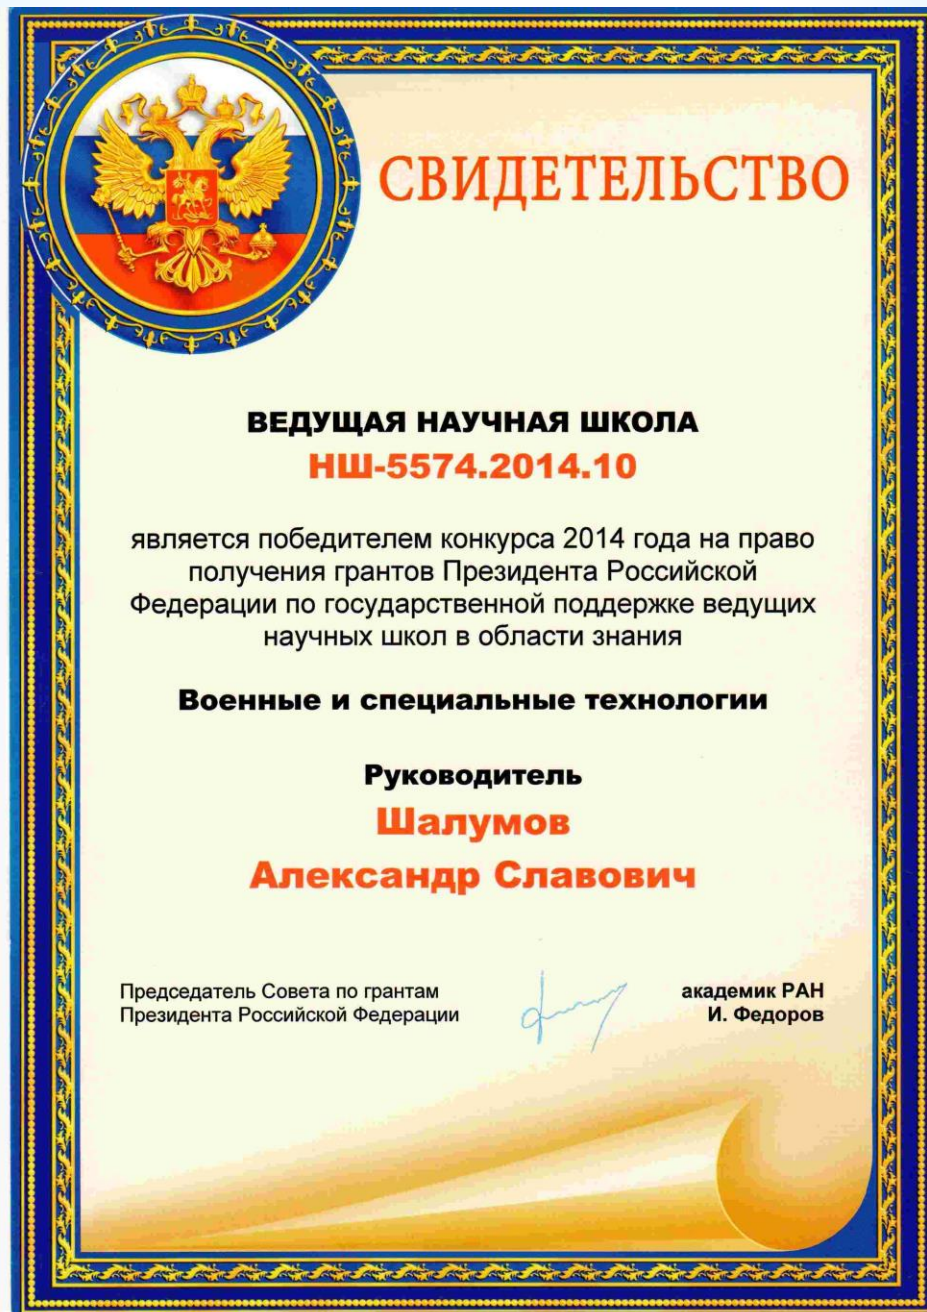 СВИДЕТЕЛЬСТВО
ВЕДУЩАЯ НАУЧНАЯ ШКОЛА
НШ-5574.2014.10
является победителем конкурса 2014 года на право
получения грантов Президента Российской
Федерации по государственной поддержке ведущих
научных школ в области знания
Военные и специальные технологии
Руководитель
Шалумов
Александр Славович
Председатель Совета по грантам
Президента Российской Федерации
академик РАН
И. Федоров